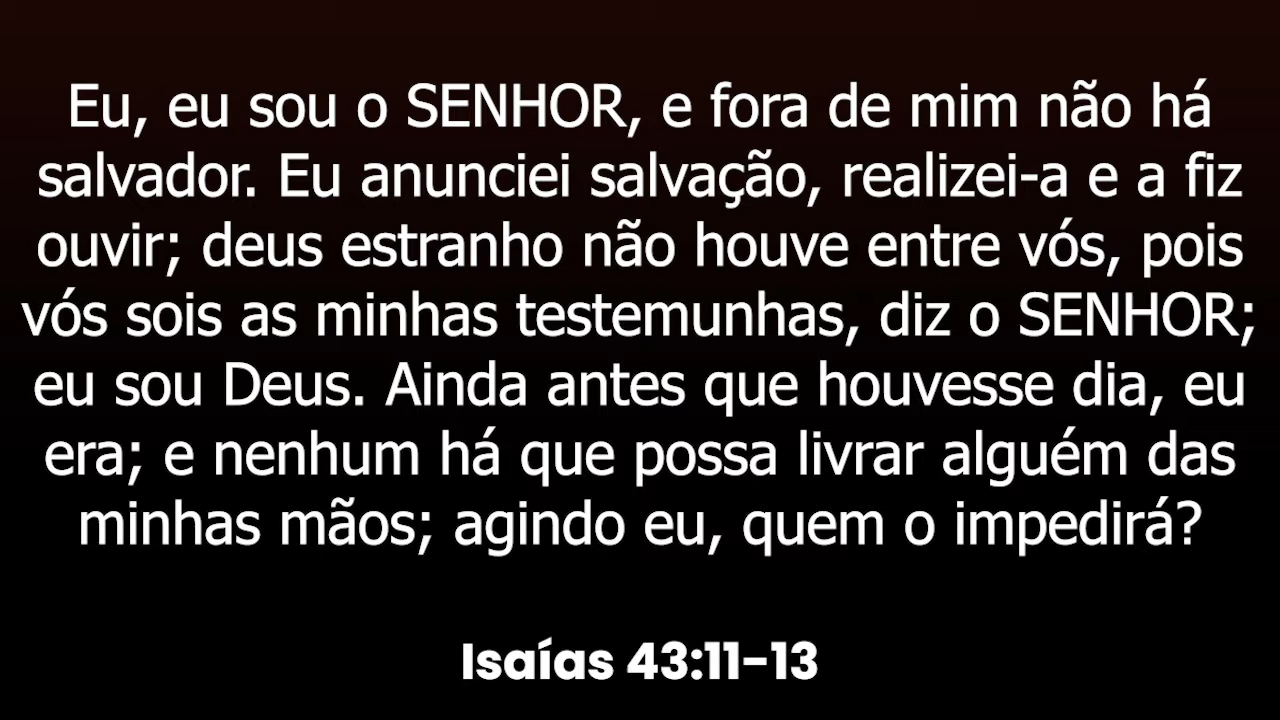 Eu, eu sou o SENHOR, e fora de mim não há
salvador. Eu anunciei salvação, realizei-a e a fiz
ouvir; deus estranho não houve entre vós, pois
vós sois as minhas testemunhas, diz o SENHOR;
eu sou Deus. Ainda antes que houvesse dia, eu
era; e nenhum há que possa livrar alguém das
minhas mãos; agindo eu, quem o impedirá?
Isaías 43:11-13